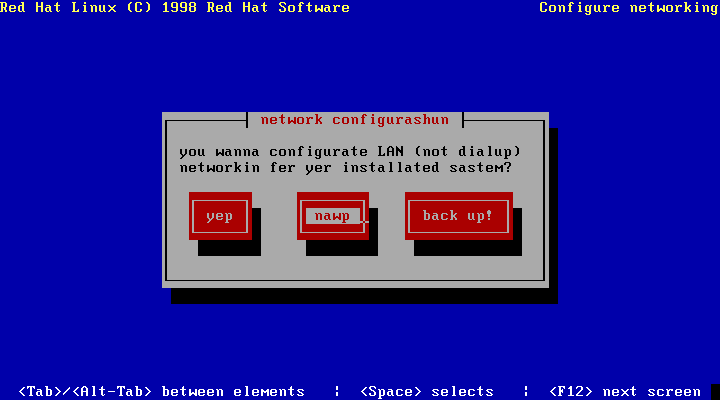 Red Hat Linux (C) 1998 Red Hat Software Configure networking
network configurashun
you wanna configurate LAN (not dialup)
networkin fer yer installated sastem?
yep nawp back up!
<Tab>/<Alt-Tab> between elements ¦ <Space> selects ¦ <F12> next screen